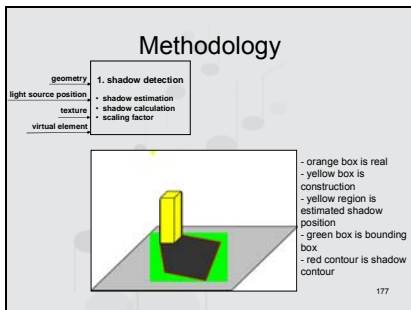 Methodology
geometry
light source position
texture
virtual element
1. shadow detection
• shadow estimation
• shadow calculation
• scaling factor
- orange box is real
- yellow box is
construction
- yellow region is
estimated shadow
position
- green box is bounding
box
- red contour is shadow
contour
177